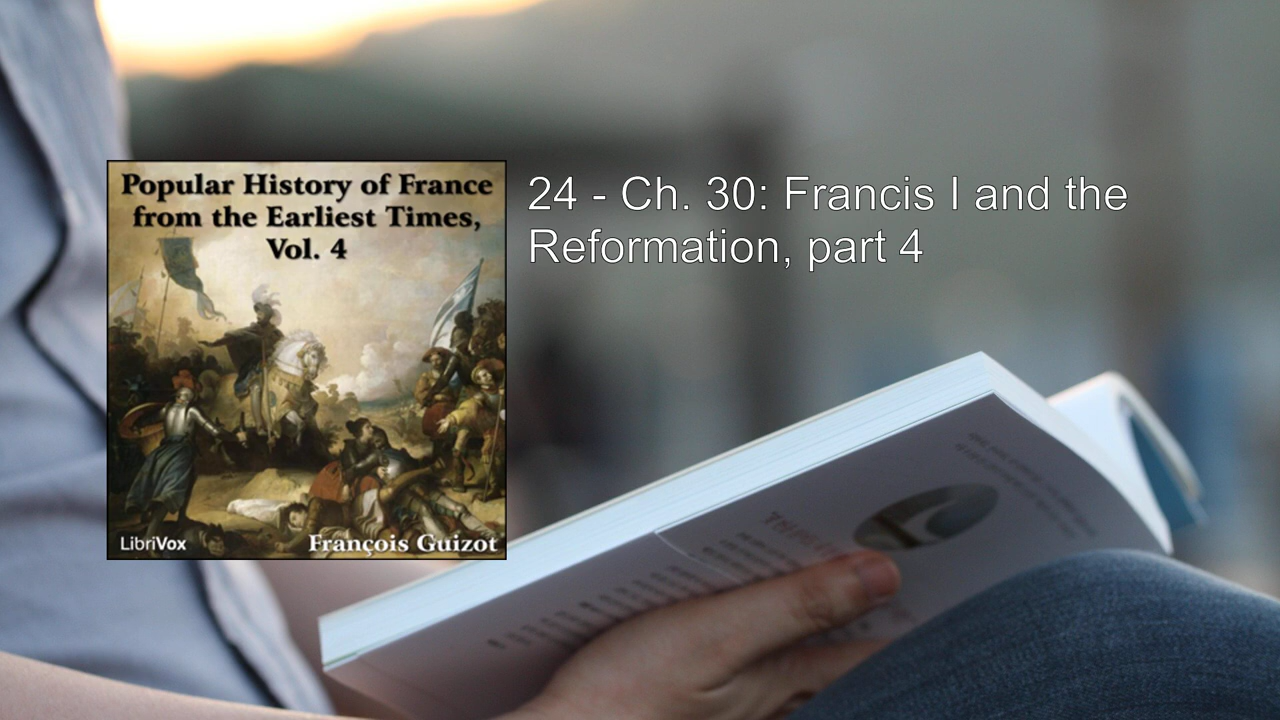 Popular History of France
from the Earliest Times,
Vol. 4
LibriVox
François Guizot
24 - Ch. 30: Francis I and the
Reformation, part 4